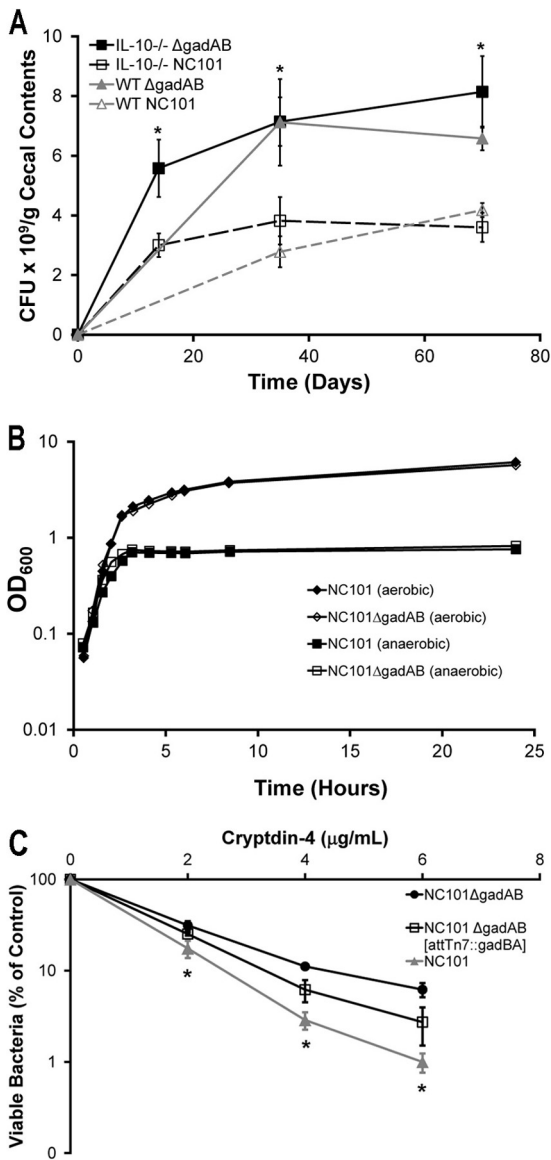 A
IL-10-/- ΔgadAB
IL-10-/- NC101
WT ΔgadAB
WT NC101
*
*
*
10
8
6
4
2
0
CFU x 10⁹/g Cecal Contents
0 20 40 60 80
Time (Days)
B
10
1
0.1
0.01
OD₆₀₀
NC101 (aerobic)
NC101ΔgadAB (aerobic)
NC101 (anaerobic)
NC101ΔgadAB (anaerobic)
0 5 10 15 20 25
Time (Hours)
C
Cryptdin-4 (μg/mL)
0 2 4 6 8
100
10
1
0
Viable Bacteria (% of Control)
NC101ΔgadAB
NC101 ΔgadAB
[attTn7::gadBA]
NC101
*
*
*